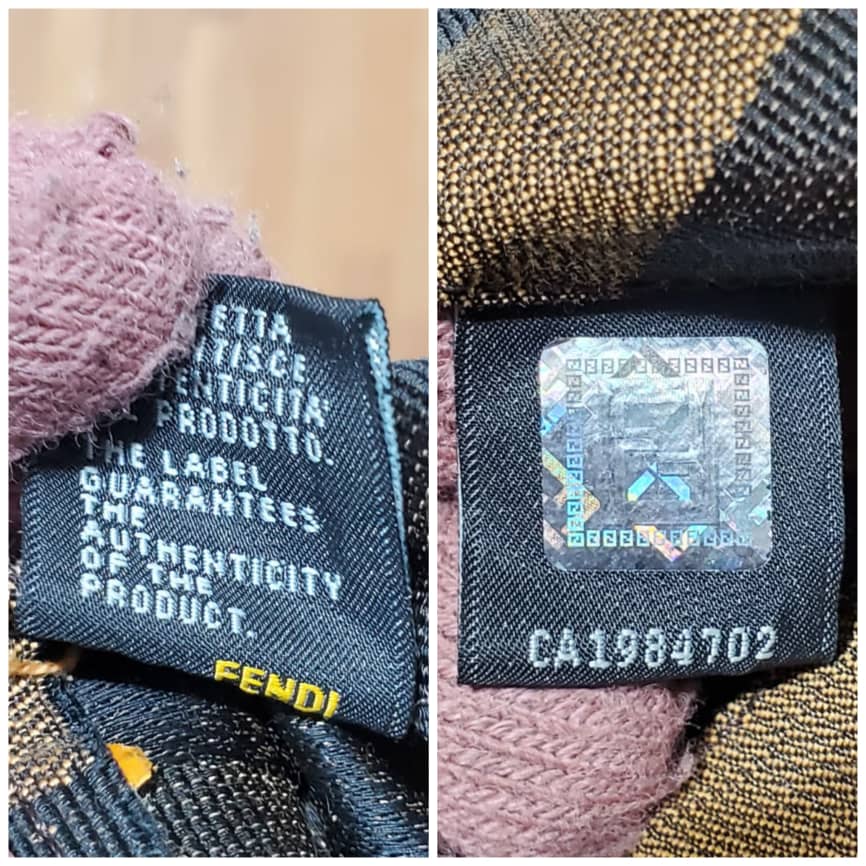 ETTA
TISCE
ENTICITA'
PRODOTTO.
THE LABEL
GUARANTEES
THE
AUTHENTICITY
OF THE
PRODUCT.
FENDI
CA1984702